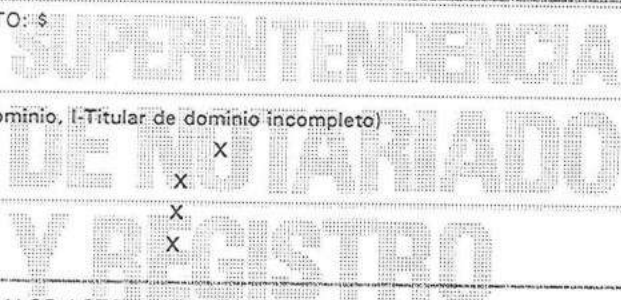 TO: $
SUPERINTENDENCIA
ominio, I-Titular de dominio incompleto)
DE NOTARIADO
X
X
X
Y REGISTRO
X